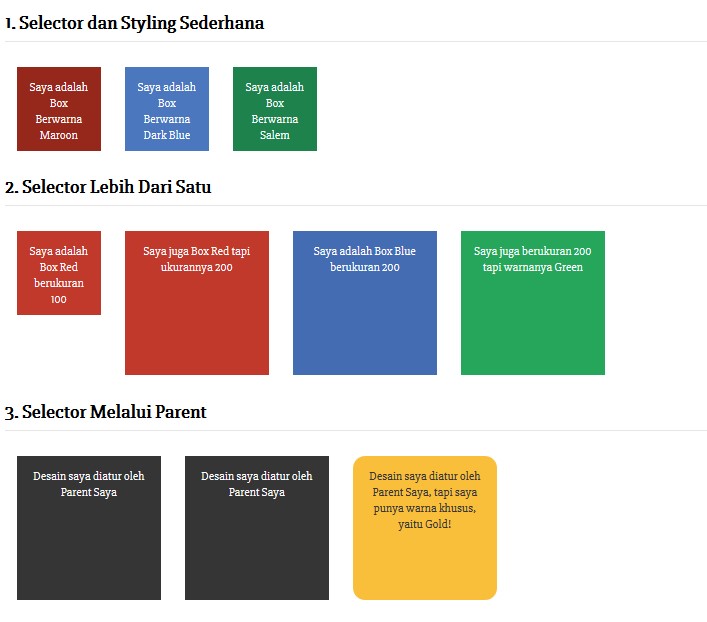 1. Selector dan Styling Sederhana
Saya adalah
Box
Berwarna
Maroon
Saya adalah
Box
Berwarna
Dark Blue
Saya adalah
Box
Berwarna
Salem
2. Selector Lebih Dari Satu
Saya adalah
Box Red
berukuran
100
Saya juga Box Red tapi
ukurannya 200
Saya adalah Box Blue
berukuran 200
Saya juga berukuran 200
tapi warnanya Green
3. Selector Melalui Parent
Desain saya diatur oleh
Parent Saya
Desain saya diatur oleh
Parent Saya
Desain saya diatur oleh
Parent Saya, tapi saya
punya warna khusus,
yaitu Gold!